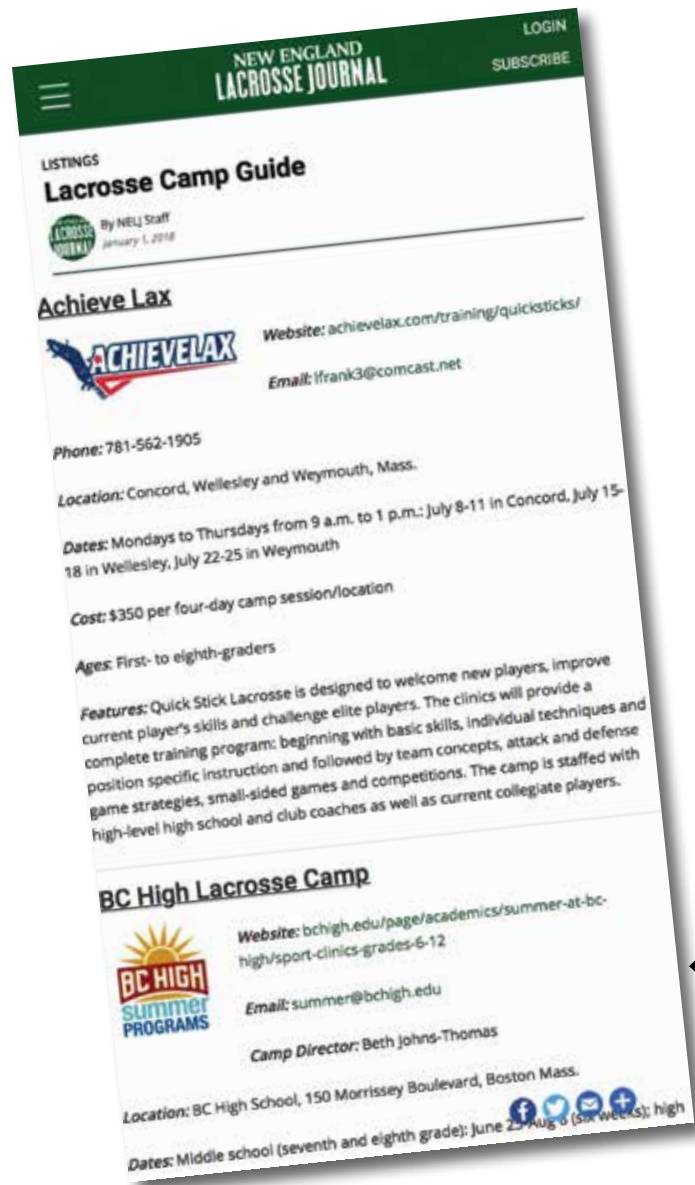 LOGIN
NEW ENGLAND
LACROSSE JOURNAL
SUBSCRIBE
LISTINGS
Lacrosse Camp Guide
LACROSSE
JOURNAL
By NELJ Staff
January 1, 2018
Achieve Lax
ACHIEVELAX
Website: achievelax.com/training/quicksticks/
Email: lfrank3@comcast.net
Phone: 781-562-1905
Location: Concord, Wellesley and Weymouth, Mass.
Dates: Mondays to Thursdays from 9 a.m. to 1 p.m.: July 8-11 in Concord, July 15-
18 in Wellesley, July 22-25 in Weymouth
Cost: $350 per four-day camp session/location
Ages: First- to eighth-graders
Features: Quick Stick Lacrosse is designed to welcome new players, improve
current player's skills and challenge elite players. The clinics will provide a
complete training program: beginning with basic skills, individual techniques and
position specific instruction and followed by team concepts, attack and defense
game strategies, small-sided games and competitions. The camp is staffed with
high-level high school and club coaches as well as current collegiate players.
BC High Lacrosse Camp
BC HIGH
summer
PROGRAMS
Website: bchigh.edu/page/academics/summer-at-bc-
high/sport-clinics-grades-6-12
Email: summer@bchigh.edu
Camp Director: Beth Johns-Thomas
Location: BC High School, 150 Morrissey Boulevard, Boston Mass.
Dates: Middle school (seventh and eighth grade): June Aug (six weeks); high